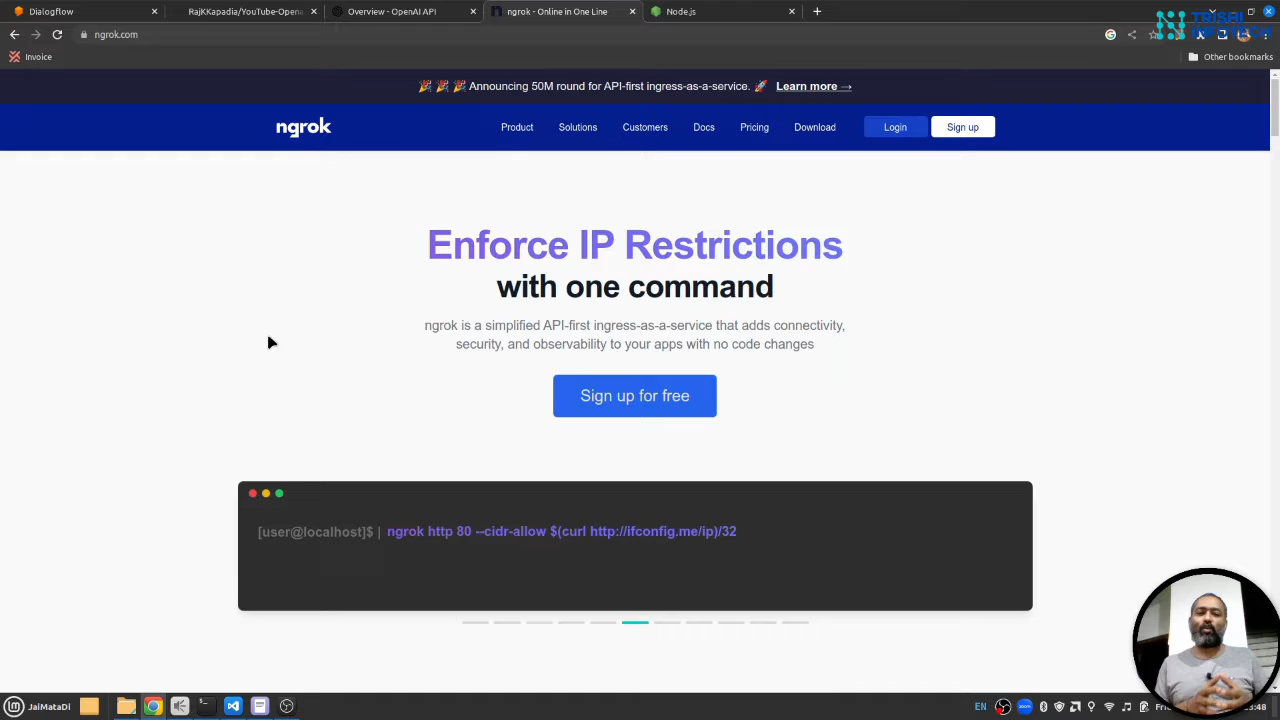 Dialogflow
RajKKapadia/YouTube-Opena
Overview - OpenAI API
ngrok - Online in One Line
Node.js
ngrok.com
TRISHI INFOTECH
Invoice
Other bookmarks
🎉 🎉 🎉 Announcing 50M round for API-first ingress-as-a-service. 🚀 Learn more →
ngrok
Product
Solutions
Customers
Docs
Pricing
Download
Login
Sign up
Enforce IP Restrictions
with one command
ngrok is a simplified API-first ingress-as-a-service that adds connectivity,
security, and observability to your apps with no code changes
Sign up for free
[user@localhost]$ | ngrok http 80 --cidr-allow $(curl http://ifconfig.me/ip)/32
JaiMataDi
EN
zoom